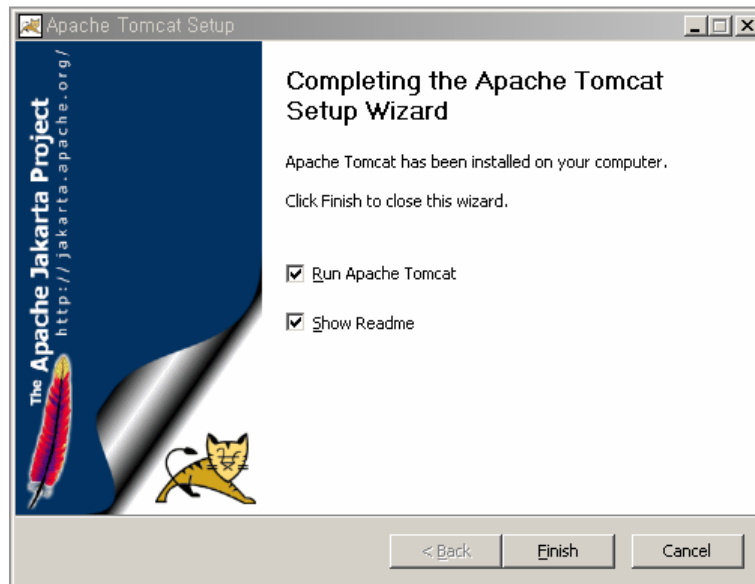 Apache Tomcat Setup
The Apache Jakarta Project
http://jakarta.apache.org/
Completing the Apache Tomcat
Setup Wizard
Apache Tomcat has been installed on your computer.
Click Finish to close this wizard.
Run Apache Tomcat
Show Readme
< Back
Finish
Cancel